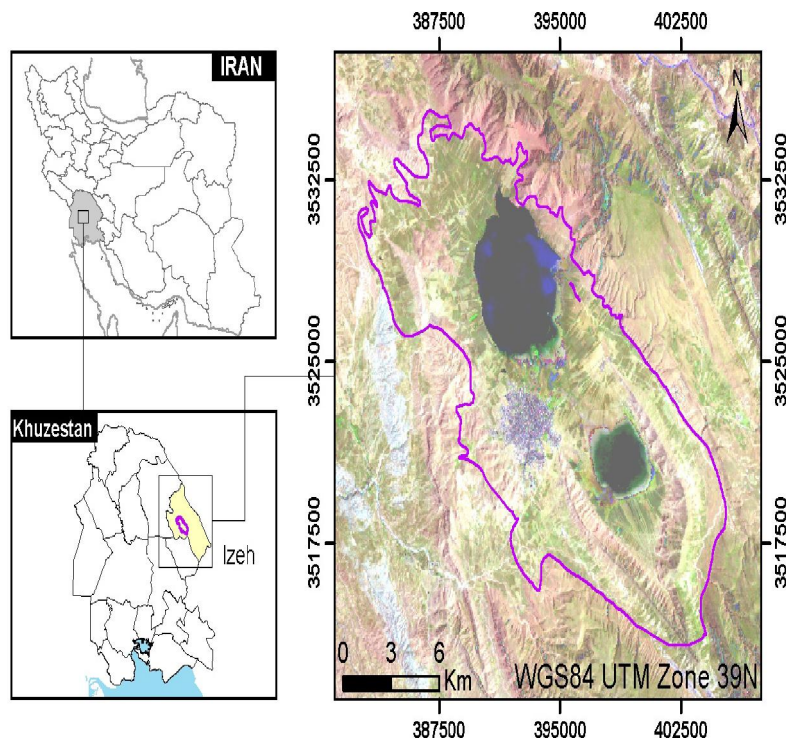 387500 395000 402500
IRAN
N
3532500 3532500
3525000 3525000
Khuzestan
Izeh
3517500 3517500
0 3 6
Km
WGS84 UTM Zone 39N
387500 395000 402500